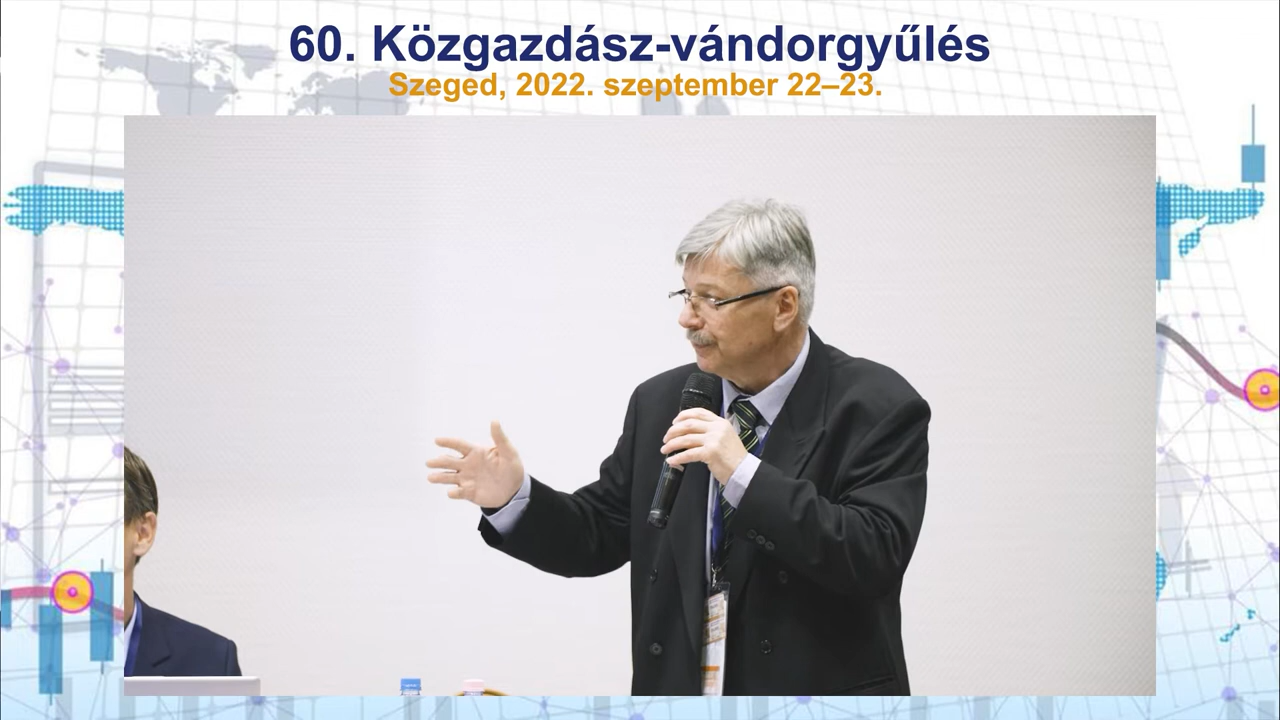 60. Közgazdász-vándorgyűlés
Szeged, 2022. szeptember 22–23.